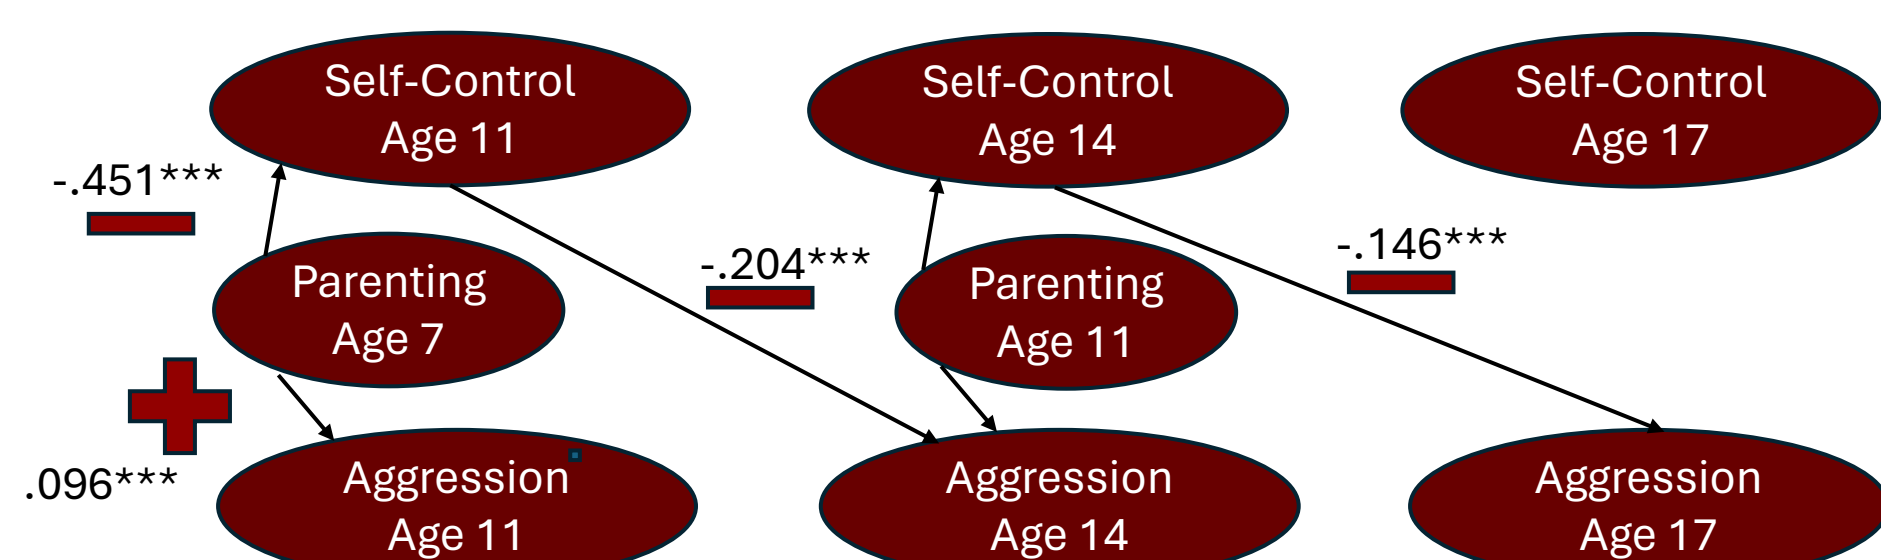 Self-Control
Age 11
Self-Control
Age 14
Self-Control
Age 17
-.451***
Parenting
Age 7
-.204***
Parenting
Age 11
-.146***
.096***
Aggression
Age 11
Aggression
Age 14
Aggression
Age 17